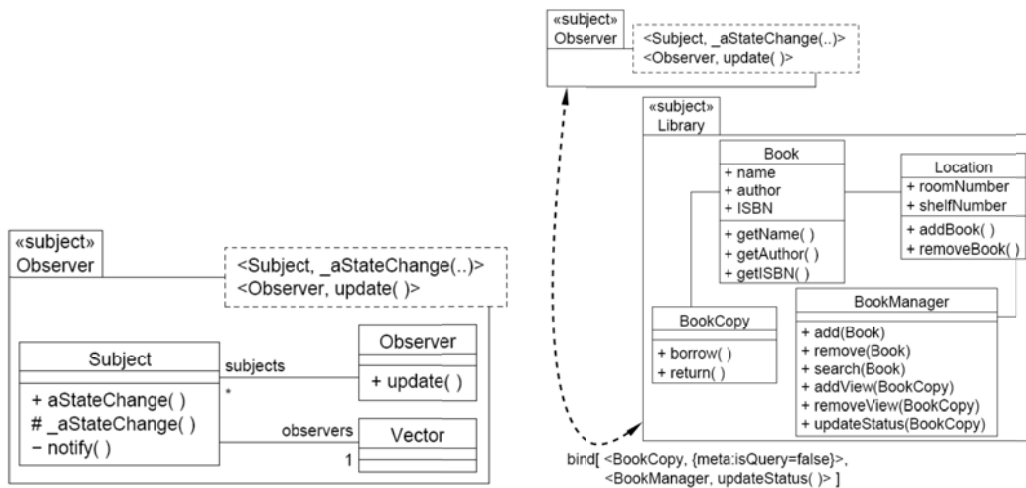 «subject»
Observer
<Subject, _aStateChange(..)>
<Observer, update( )>
Subject
+ aStateChange( )
# _aStateChange( )
− notify( )
subjects
*
Observer
+ update( )
observers
1
Vector
«subject»
Observer
<Subject, _aStateChange(..)>
<Observer, update( )>
«subject»
Library
Book
+ name
+ author
+ ISBN
+ getName( )
+ getAuthor( )
+ getISBN( )
Location
+ roomNumber
+ shelfNumber
+ addBook( )
+ removeBook( )
BookCopy
+ borrow( )
+ return( )
BookManager
+ add(Book)
+ remove(Book)
+ search(Book)
+ addView(BookCopy)
+ removeView(BookCopy)
+ updateStatus(BookCopy)
bind[ <BookCopy, {meta:isQuery=false}>,
<BookManager, updateStatus( )> ]